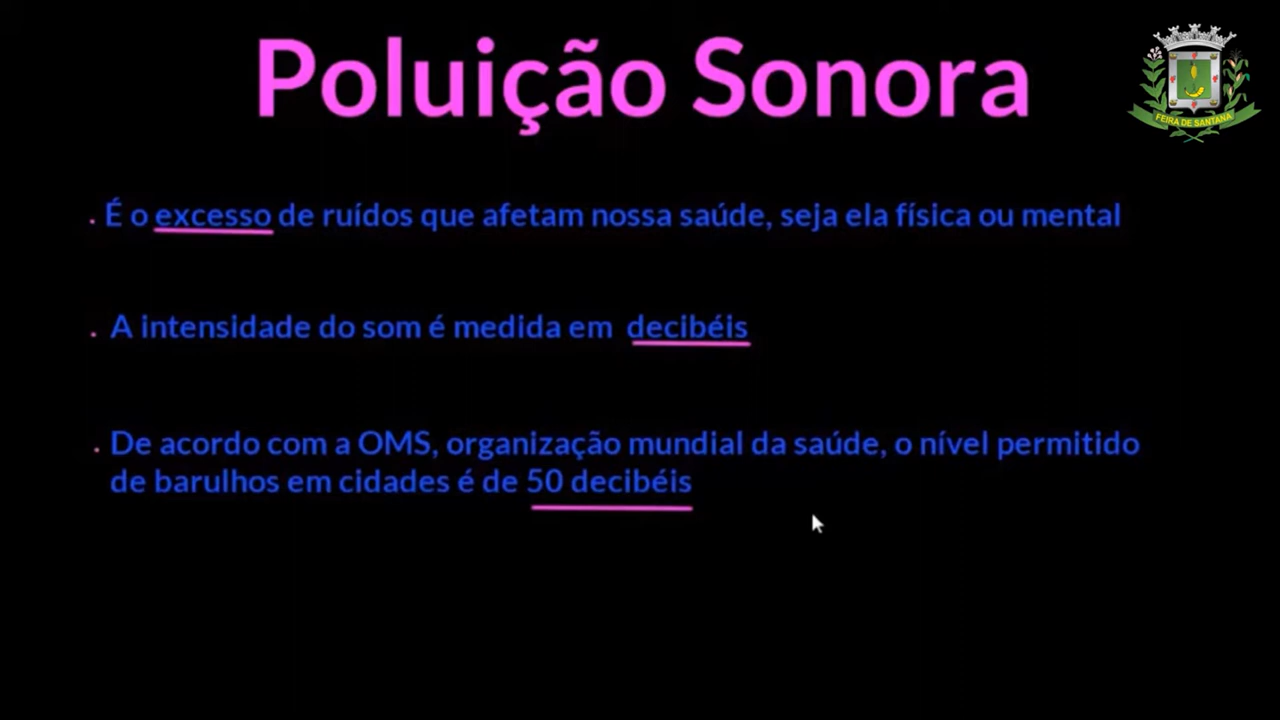 Poluição Sonora
FEIRA DE SANTANA
. É o excesso de ruídos que afetam nossa saúde, seja ela física ou mental
. A intensidade do som é medida em decibéis
. De acordo com a OMS, organização mundial da saúde, o nível permitido
de barulhos em cidades é de 50 decibéis